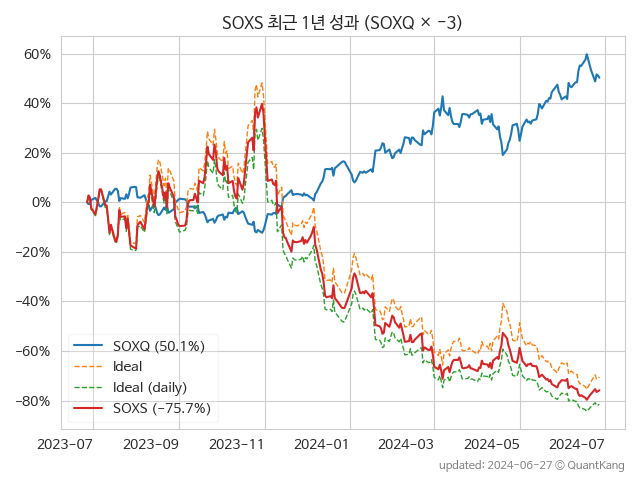 SOXS 최근 1년 성과 (SOXQ × −3)
60%
40%
20%
0%
−20%
−40%
−60%
−80%
SOXQ (50.1%)
Ideal
Ideal (daily)
SOXS (−75.7%)
2023-07 2023-09 2023-11 2024-01 2024-03 2024-05 2024-07
updated: 2024-06-27 © QuantKang